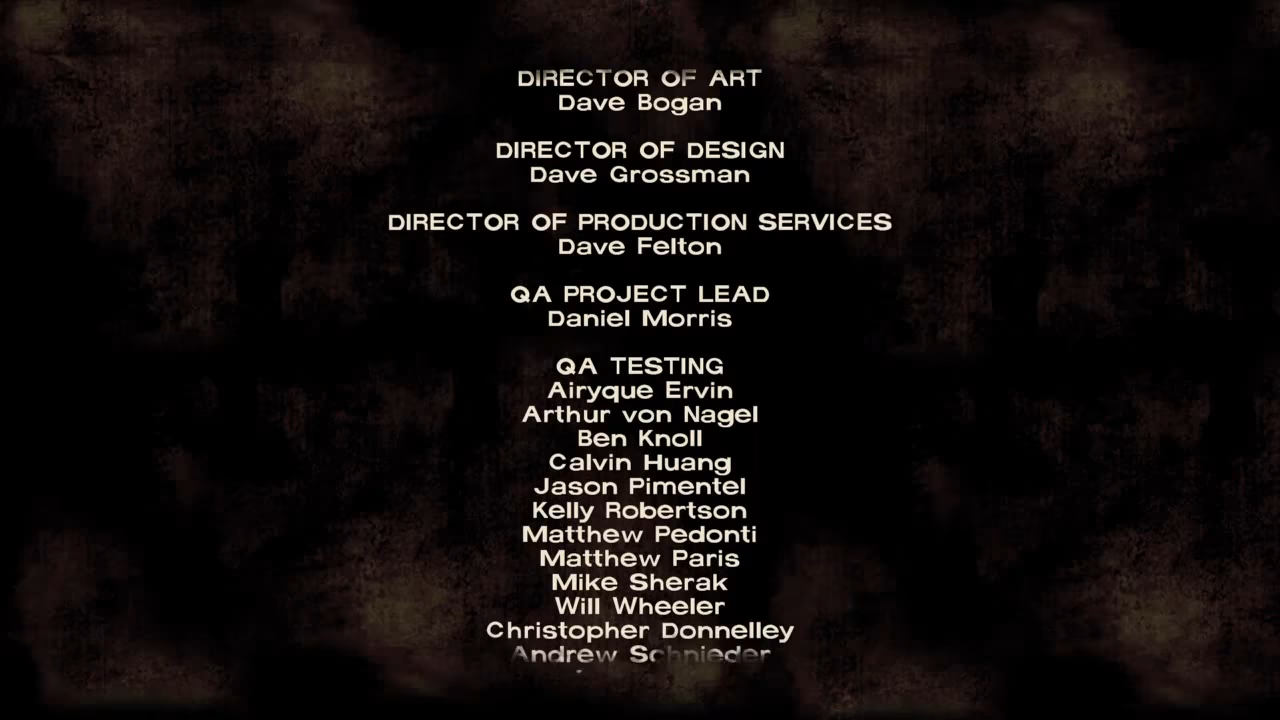 DIRECTOR OF ART
Dave Bogan
DIRECTOR OF DESIGN
Dave Grossman
DIRECTOR OF PRODUCTION SERVICES
Dave Felton
QA PROJECT LEAD
Daniel Morris
QA TESTING
Airyque Ervin
Arthur von Nagel
Ben Knoll
Calvin Huang
Jason Pimentel
Kelly Robertson
Matthew Pedonti
Matthew Paris
Mike Sherak
Will Wheeler
Christopher Donnelley
Andrew Schnieder